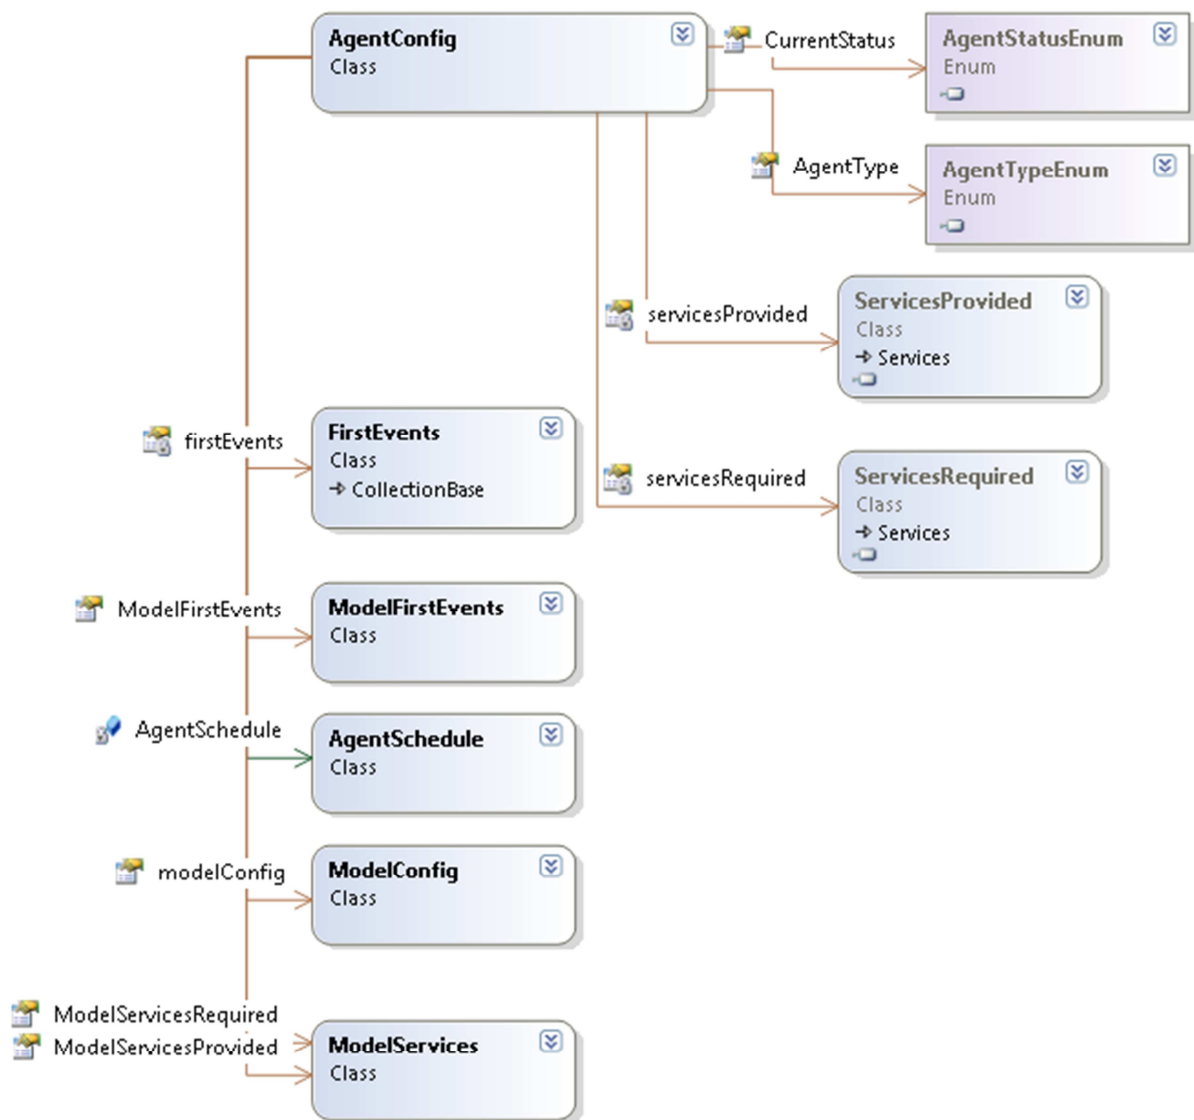 AgentConfig
Class
CurrentStatus
AgentStatusEnum
Enum
AgentType
AgentTypeEnum
Enum
servicesProvided
ServicesProvided
Class
Services
firstEvents
FirstEvents
Class
CollectionBase
servicesRequired
ServicesRequired
Class
Services
ModelFirstEvents
ModelFirstEvents
Class
AgentSchedule
AgentSchedule
Class
modelConfig
ModelConfig
Class
ModelServicesRequired
ModelServicesProvided
ModelServices
Class